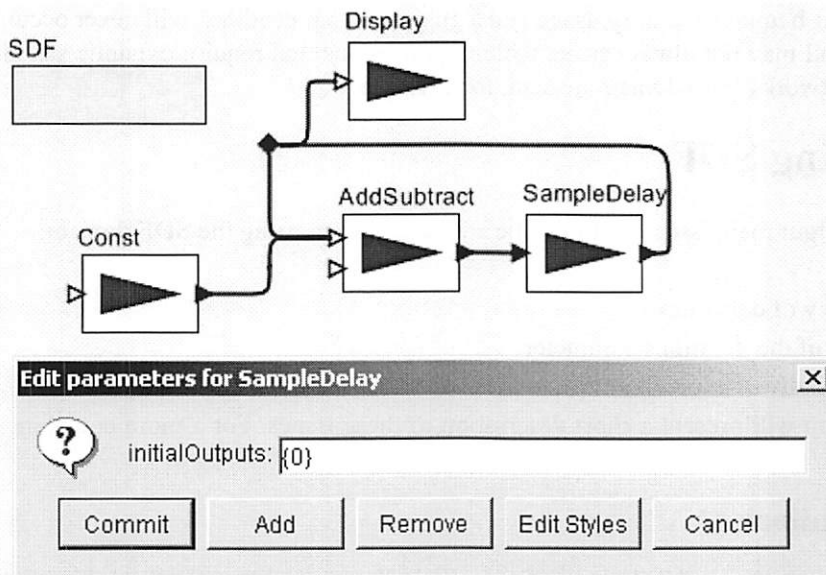 Display
SDF
AddSubtract
SampleDelay
Const
Edit parameters for SampleDelay
initialOutputs: {0}
Commit
Add
Remove
Edit Styles
Cancel